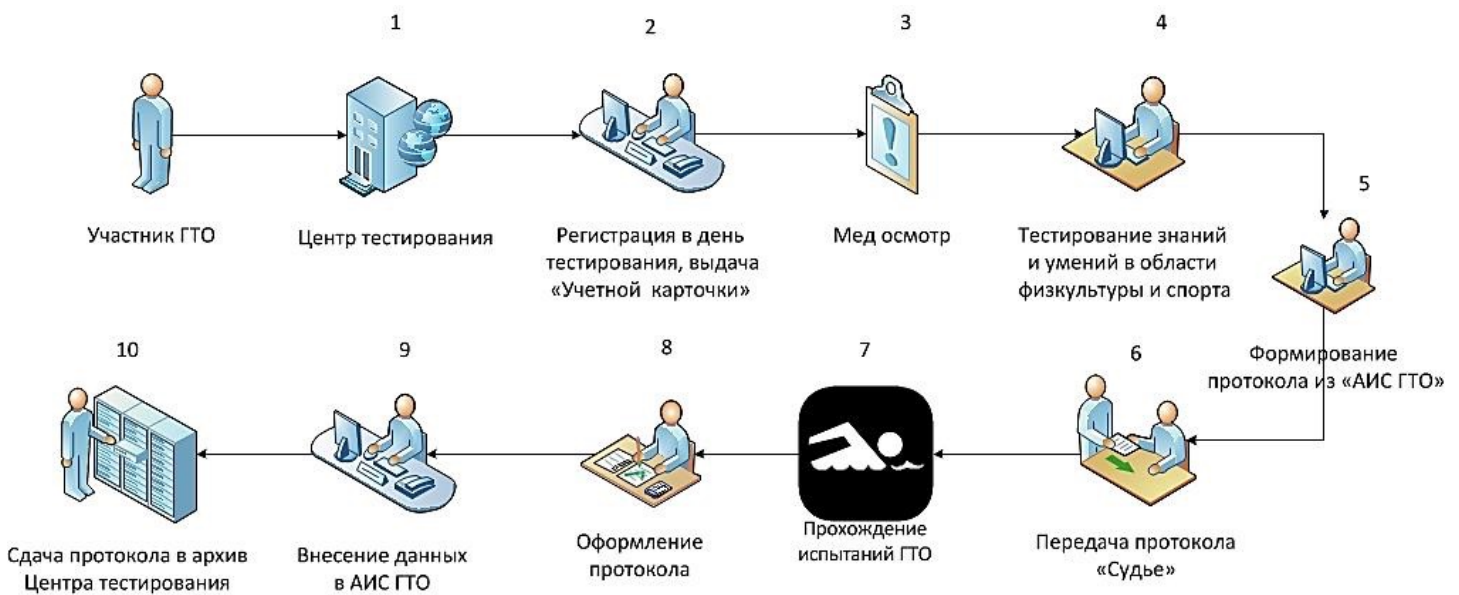 1
2
3
4
Участник ГТО
Центр тестирования
Регистрация в день
тестирования, выдача
«Учетной карточки»
Мед осмотр
Тестирование знаний
и умений в области
физкультуры и спорта
5
Формирование
протокола из «АИС ГТО»
10
9
8
7
6
Сдача протокола в архив
Центра тестирования
Внесение данных
в АИС ГТО
Оформление
протокола
Прохождение
испытаний ГТО
Передача протокола
«Судье»